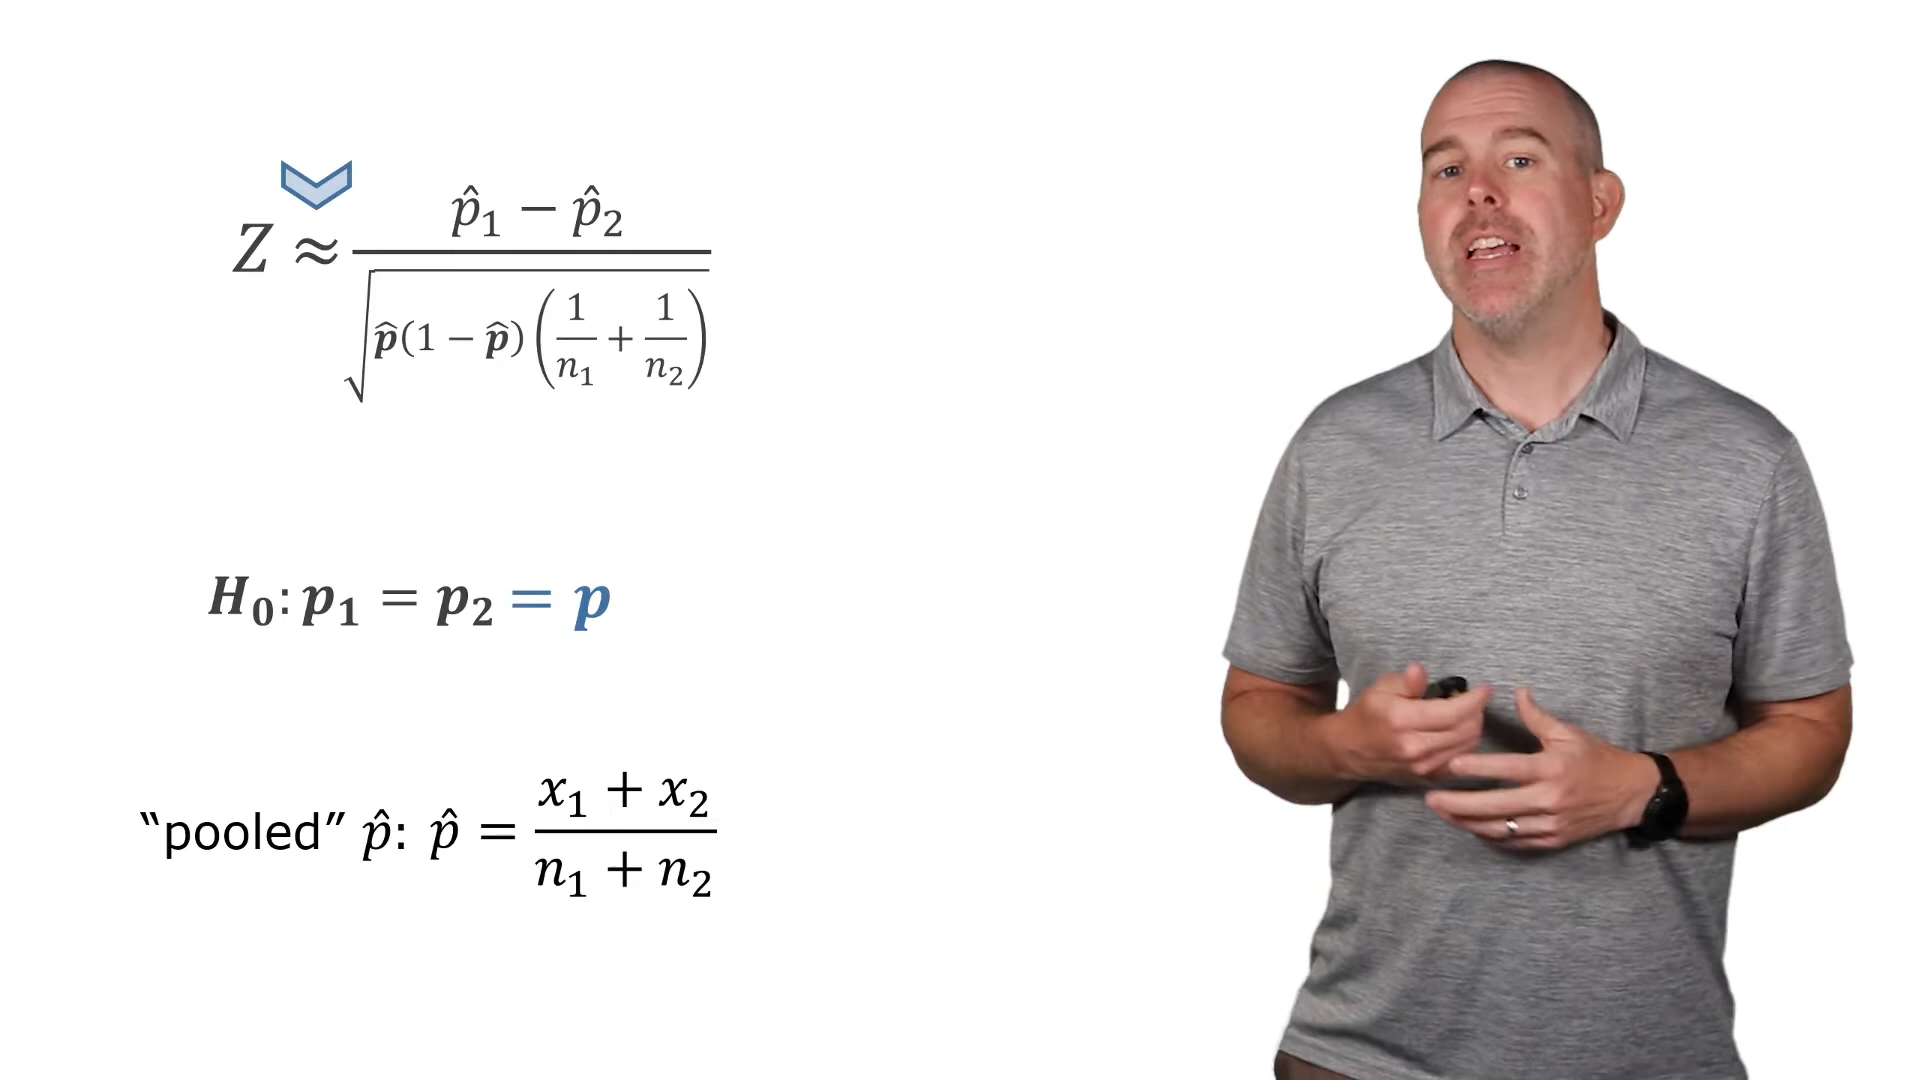 Z ≈ (p̂₁ − p̂₂) / √(p̂(1 − p̂)(1/n₁ + 1/n₂))
H₀: p₁ = p₂ = p
“pooled” p̂: p̂ = (x₁ + x₂) / (n₁ + n₂)